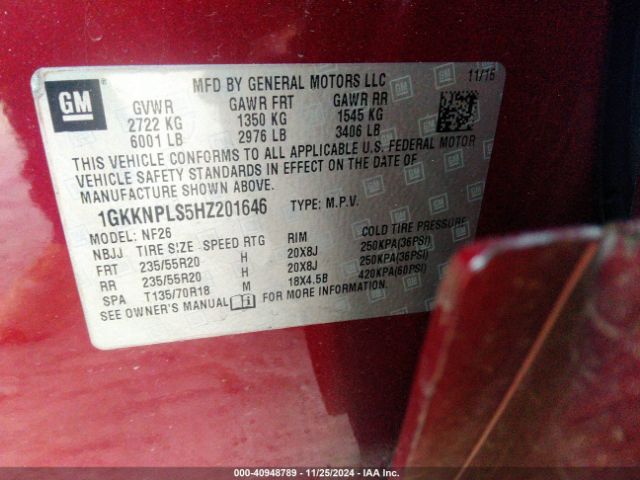 GM
MFD BY GENERAL MOTORS LLC
11/16
GVWR GAWR FRT GAWR RR
2722 KG 1350 KG 1545 KG
6001 LB 2976 LB 3406 LB
THIS VEHICLE CONFORMS TO ALL APPLICABLE U.S. FEDERAL MOTOR
VEHICLE SAFETY STANDARDS IN EFFECT ON THE DATE OF
MANUFACTURE SHOWN ABOVE.
1GKKNPLS5HZ201646 TYPE: M.P.V.
MODEL: NF26
NBJJ TIRE SIZE SPEED RTG RIM COLD TIRE PRESSURE
FRT 235/55R20 H 20X8J 250KPA(36PSI)
RR 235/55R20 H 20X8J 250KPA(36PSI)
SPA T135/70R18 M 18X4.5B 420KPA(60PSI)
SEE OWNER'S MANUAL FOR MORE INFORMATION.
000-40948789 - 11/25/2024 - IAA Inc.